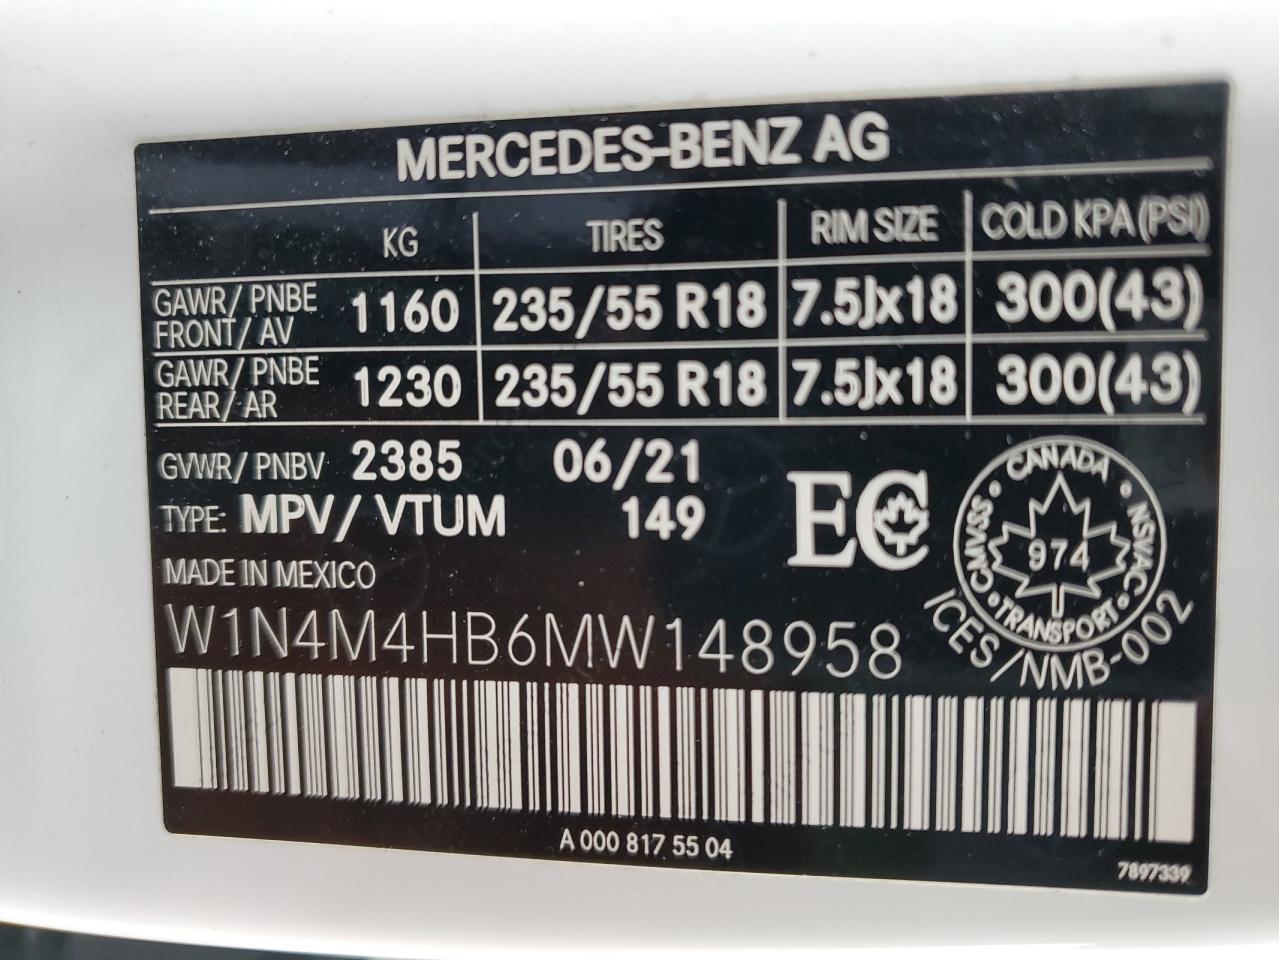 MERCEDES-BENZ AG
KG TIRES RIM SIZE COLD KPA (PSI)
GAWR/ PNBE FRONT/ AV 1160 235/55 R18 7.5Jx18 300(43)
GAWR/ PNBE REAR/ AR 1230 235/55 R18 7.5Jx18 300(43)
GVWR/ PNBV 2385 06/21
TYPE: MPV/ VTUM 149
EC
CANADA
CMVSS NSVAC
974
TRANSPORT
ICES/NMB-002
MADE IN MEXICO
W1N4M4HB6MW148958
A 000 817 55 04
7897339